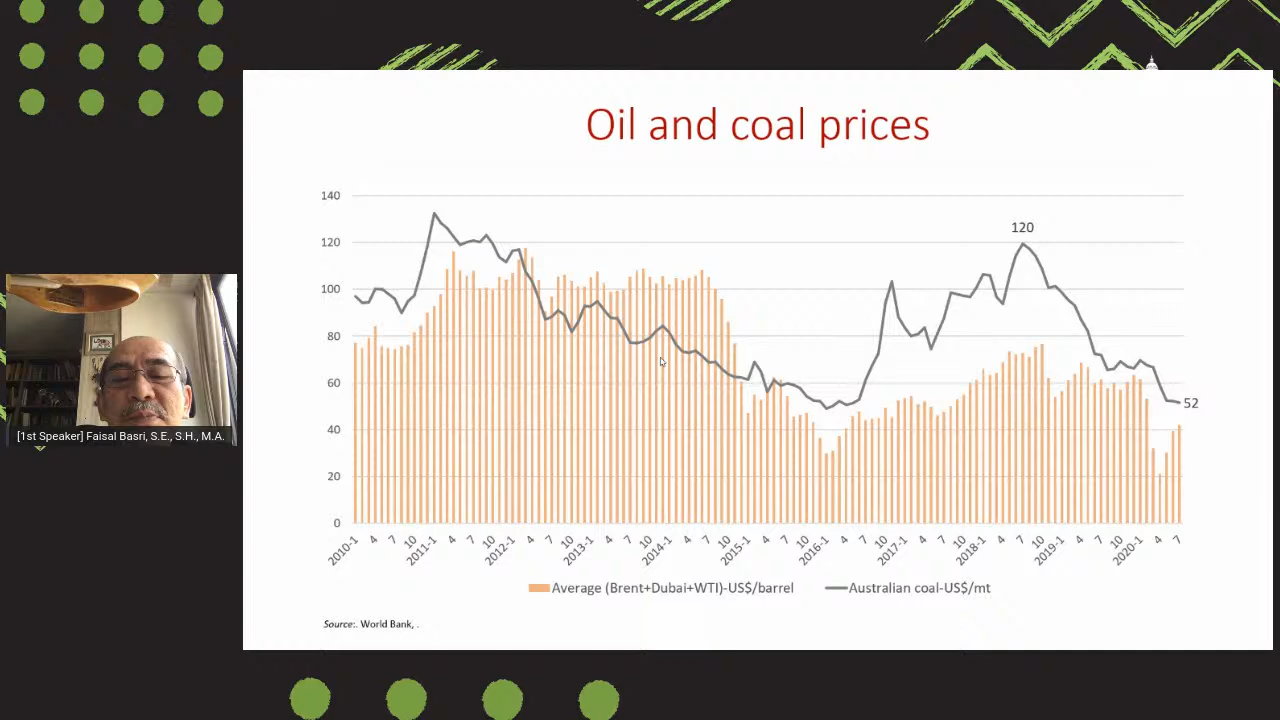 Oil and coal prices
140
120
100
80
60
40
20
0
120
52
2010-1 4 7 10 2011-1 4 7 10 2012-1 4 7 10 2013-1 4 7 10 2014-1 4 7 10 2015-1 4 7 10 2016-1 4 7 10 2017-1 4 7 10 2018-1 4 7 10 2019-1 4 7 10 2020-1 4 7
Average (Brent+Dubai+WTI)-US$/barrel Australian coal-US$/mt
Source:. World Bank, .
[1st Speaker] Faisal Basri, S.E., S.H., M.A.